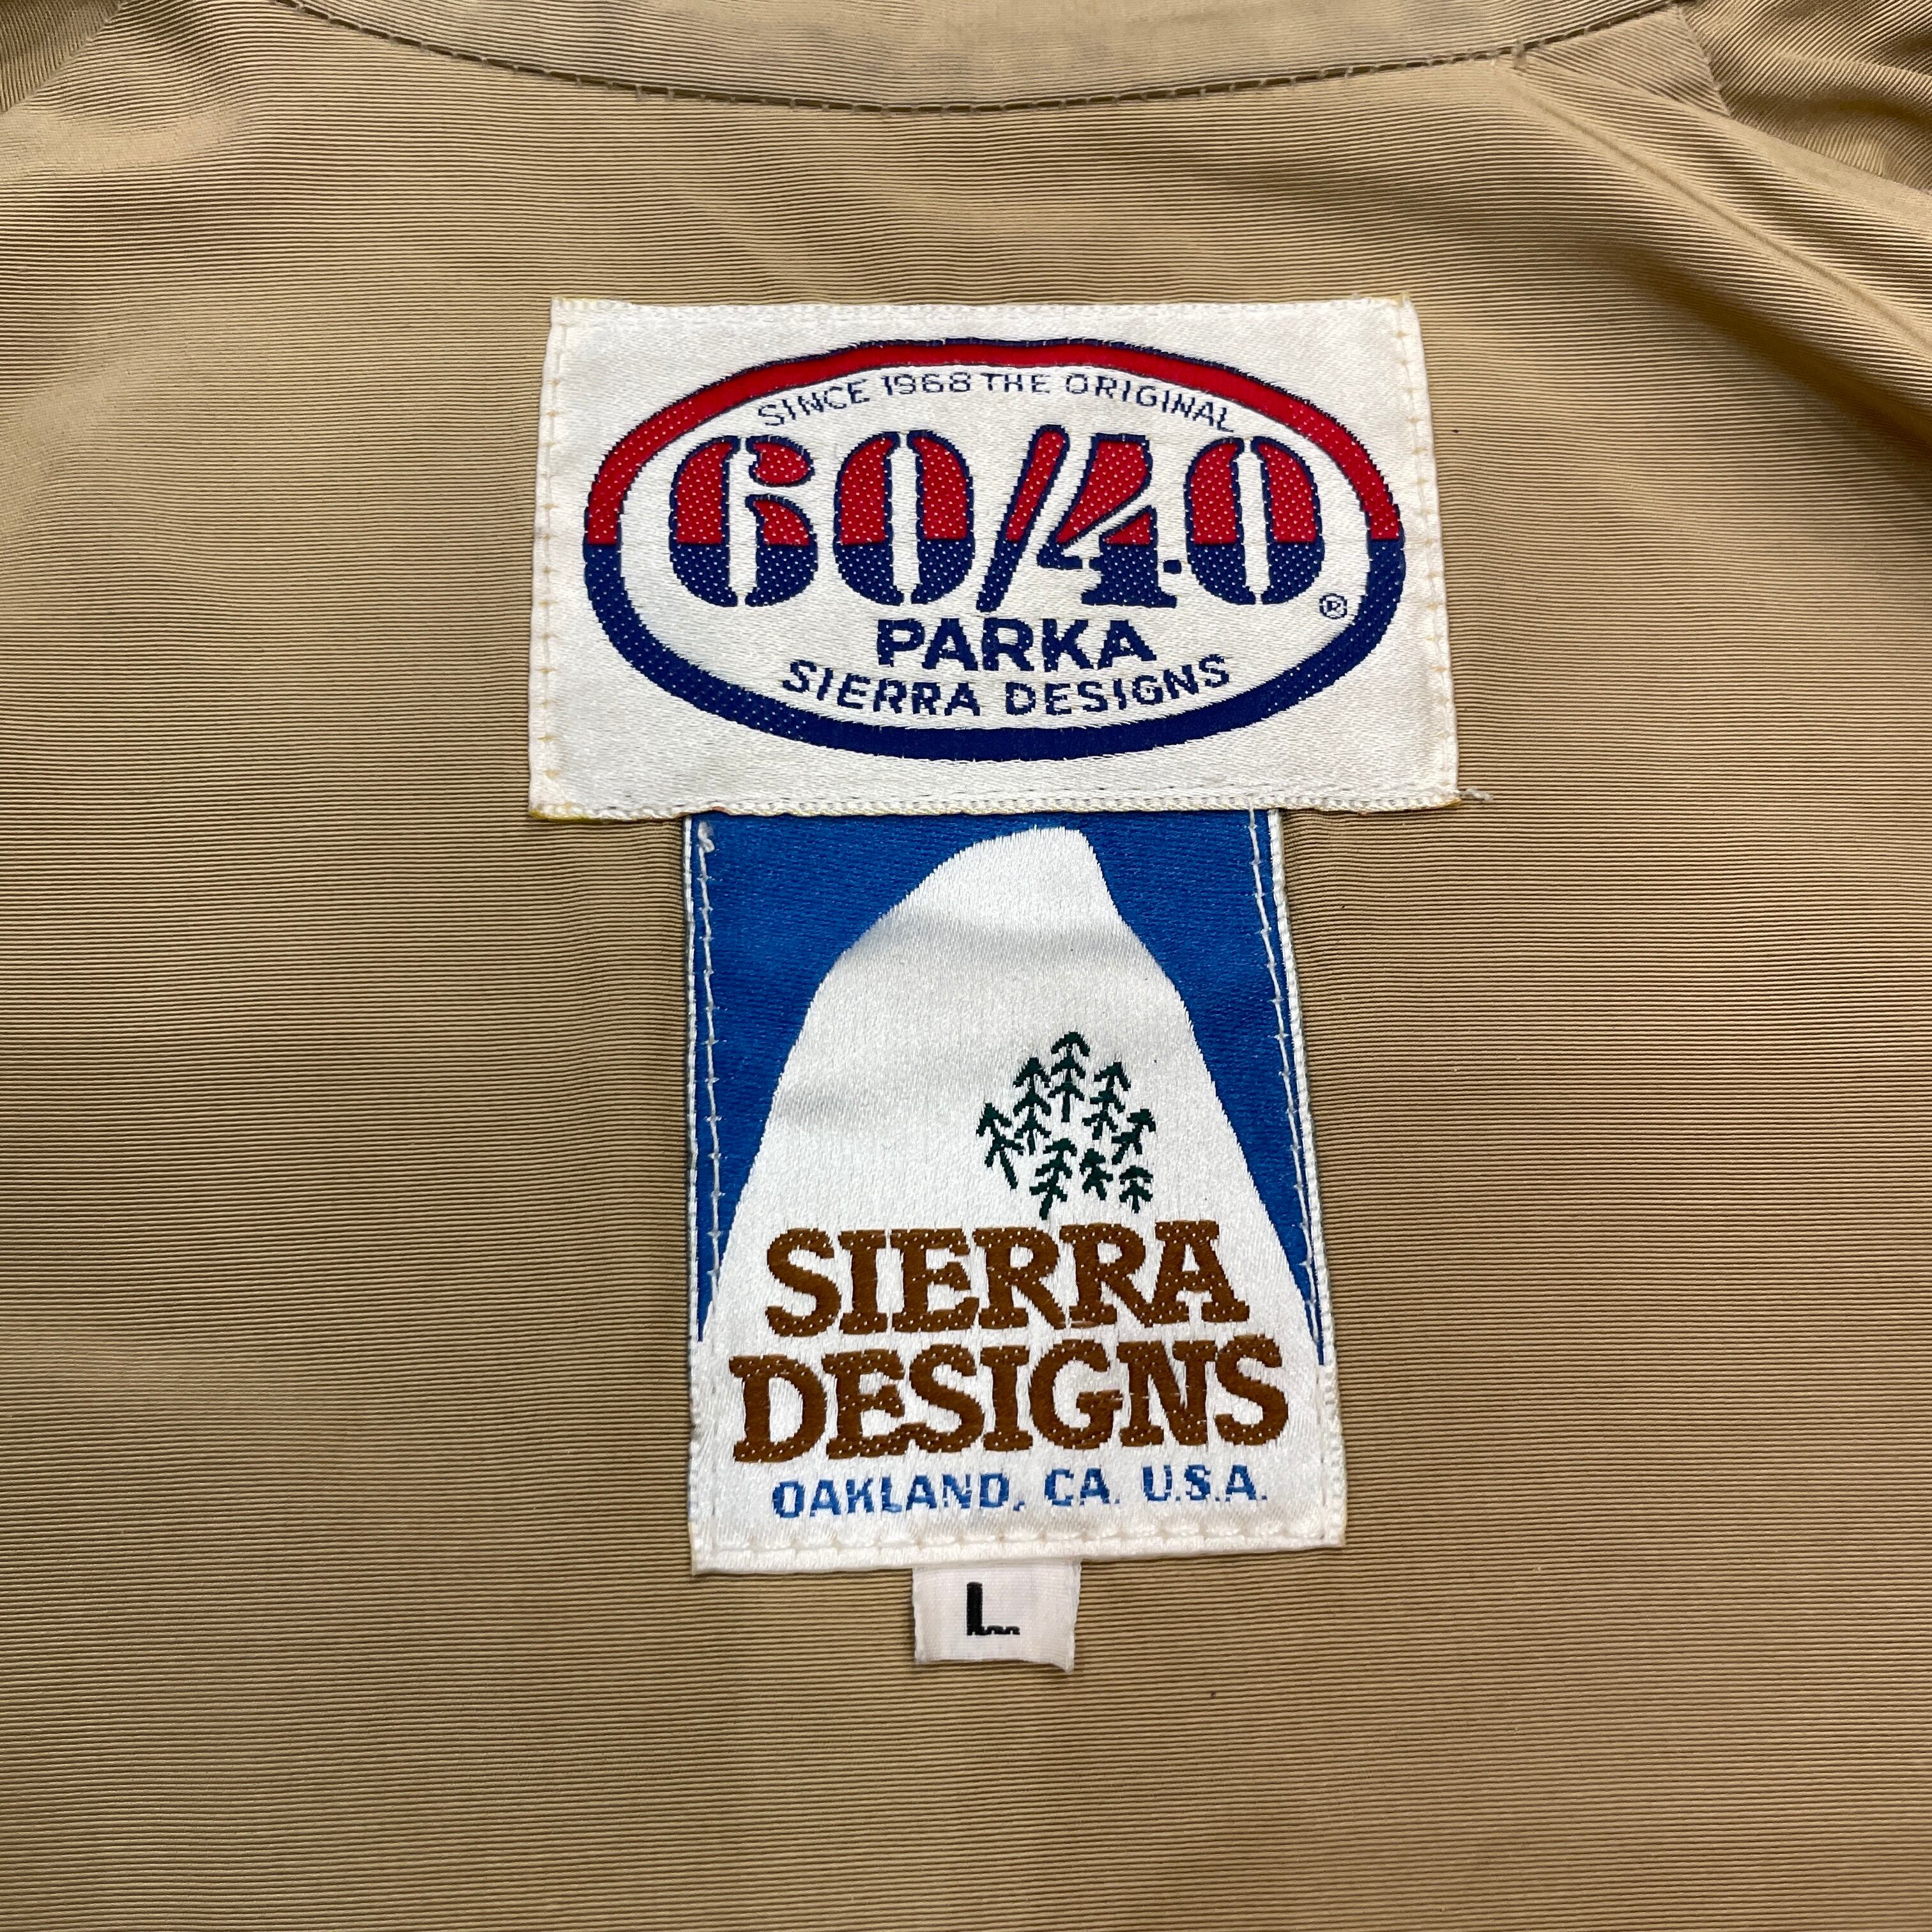 SINCE 1968 THE ORIGINAL
60/40 ®
PARKA
SIERRA DESIGNS
SIERRA
DESIGNS
OAKLAND, CA. U.S.A.
L